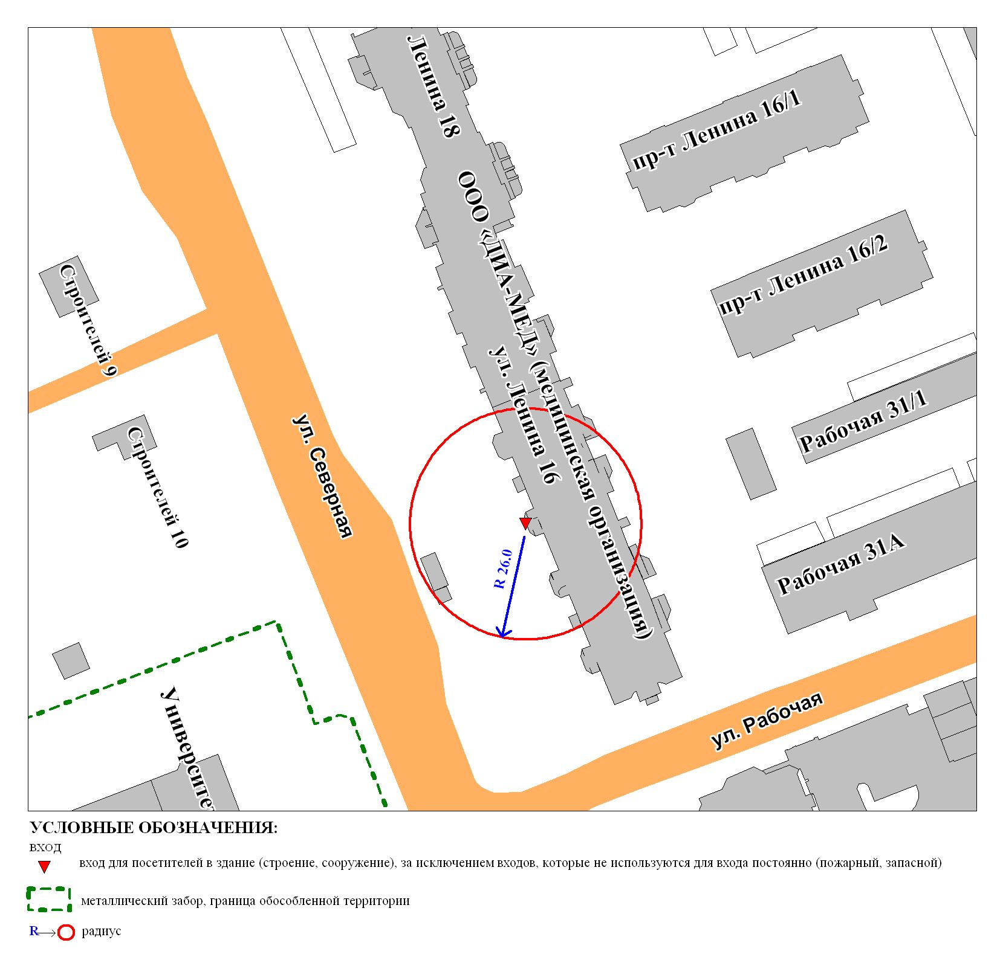 Ленина 18
пр-т Ленина 16/1
ООО «ДИА-МЕД» (медицинская организация)
пр-т Ленина 16/2
Строителей 9
ул. Ленина 16
Рабочая 31/1
ул. Северная
Строителей 10
Рабочая 31А
R 26.0
ул. Рабочая
Университет
УСЛОВНЫЕ ОБОЗНАЧЕНИЯ:
ВХОД
вход для посетителей в здание (строение, сооружение), за исключением входов, которые не используются для входа постоянно (пожарный, запасной)
металлический забор, граница обособленной территории
R
радиус